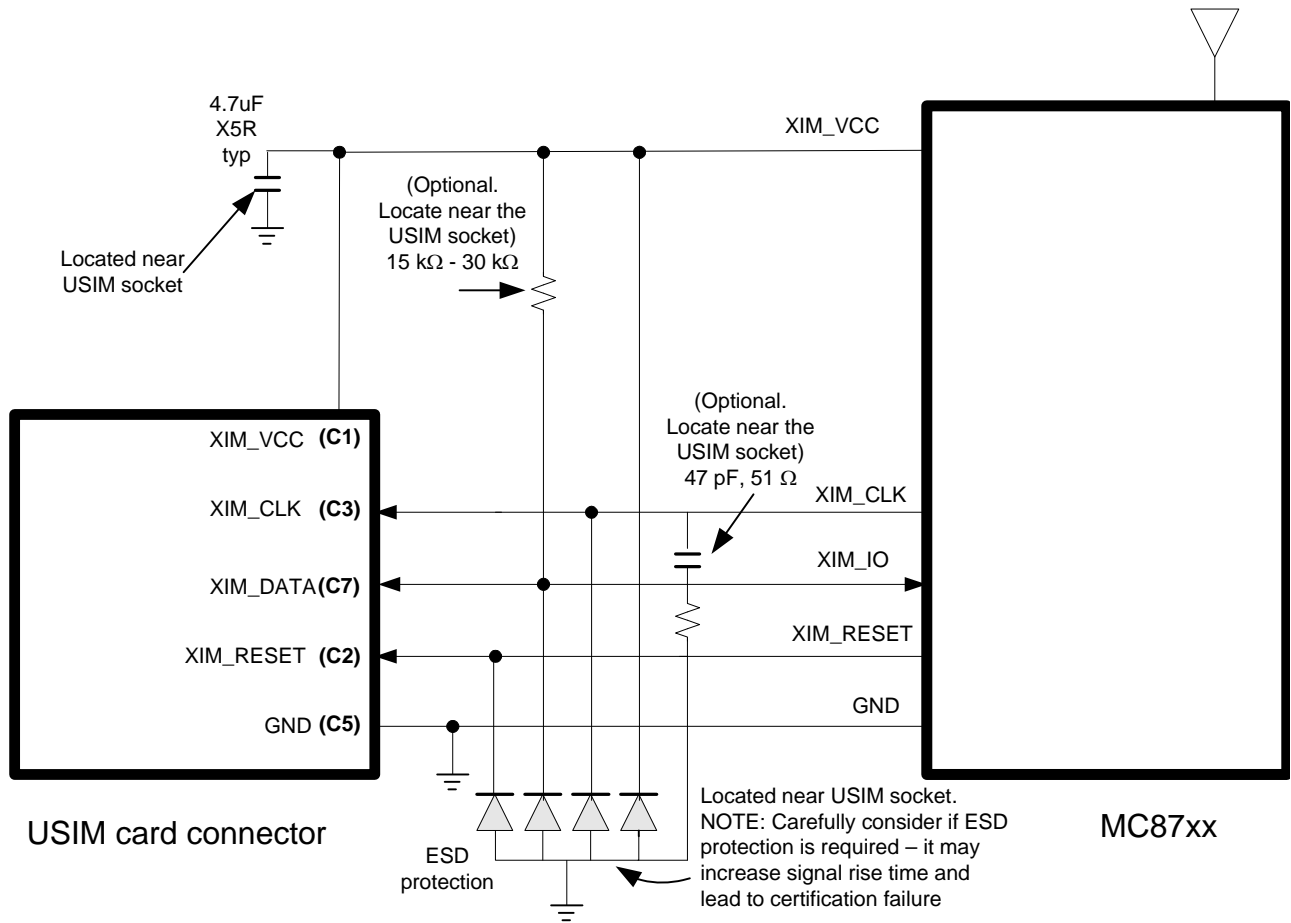 4.7uF
X5R
typ
XIM_VCC
(Optional.
Locate near the
USIM socket)
15 kΩ - 30 kΩ
Located near
USIM socket
(Optional.
Locate near the
USIM socket)
47 pF, 51 Ω
XIM_VCC (C1)
XIM_CLK (C3)
XIM_CLK
XIM_DATA (C7)
XIM_IO
XIM_RESET (C2)
XIM_RESET
GND (C5)
GND
USIM card connector
ESD
protection
Located near USIM socket.
NOTE: Carefully consider if ESD
protection is required – it may
increase signal rise time and
lead to certification failure
MC87xx